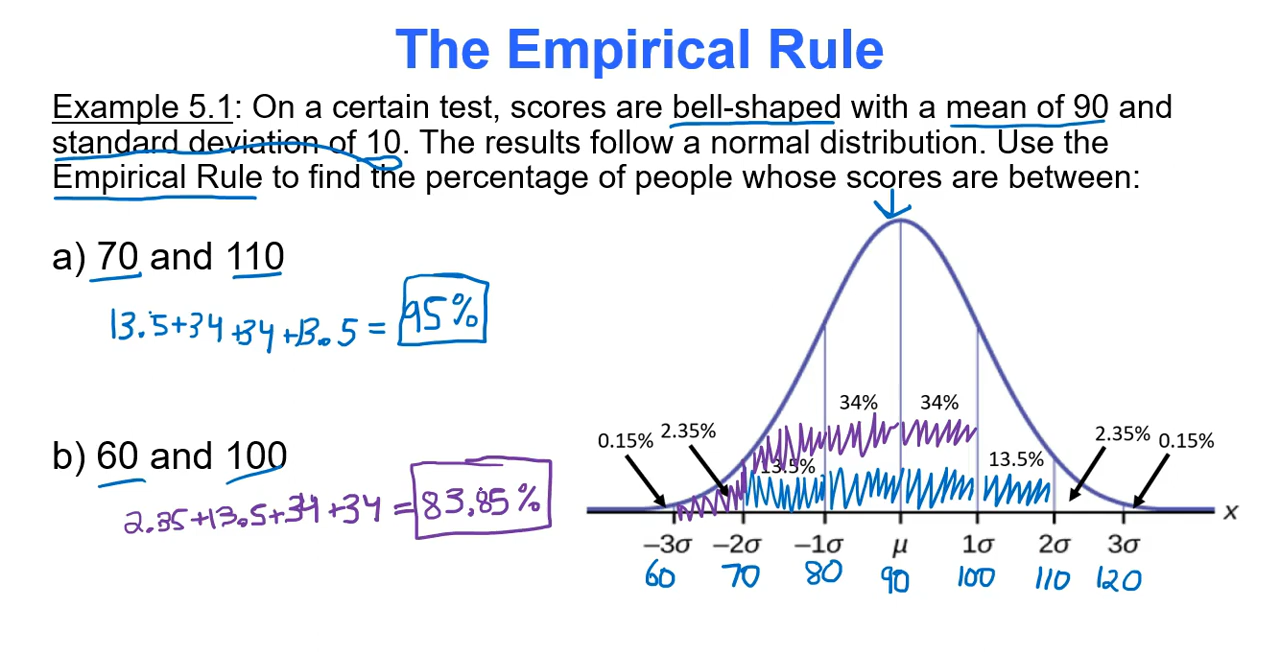 The Empirical Rule
Example 5.1: On a certain test, scores are bell-shaped with a mean of 90 and
standard deviation of 10. The results follow a normal distribution. Use the
Empirical Rule to find the percentage of people whose scores are between:
a) 70 and 110
13.5+34+34+13.5= 95%
b) 60 and 100
2.35+13.5+34+34=83.85%
34% 34%
0.15% 2.35% 13.5% 13.5% 2.35% 0.15%
x
−3σ −2σ −1σ μ 1σ 2σ 3σ
60 70 80 90 100 110 120